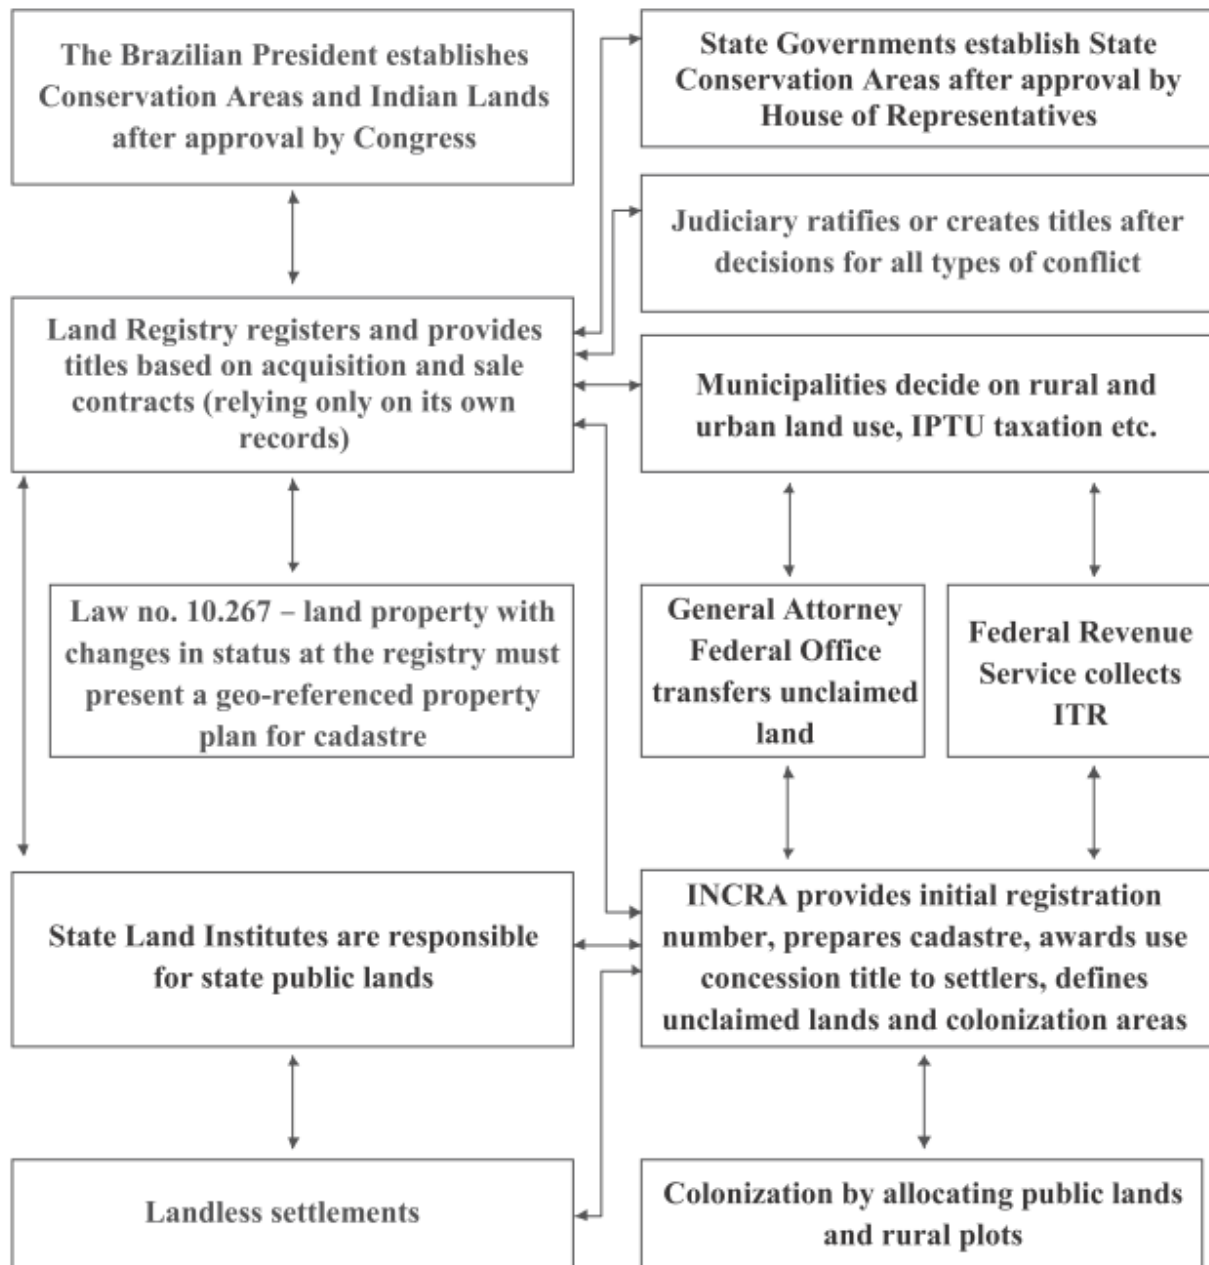 The Brazilian President establishes
Conservation Areas and Indian Lands
after approval by Congress
State Governments establish State
Conservation Areas after approval by
House of Representatives
Judiciary ratifies or creates titles after
decisions for all types of conflict
Land Registry registers and provides
titles based on acquisition and sale
contracts (relying only on its own
records)
Municipalities decide on rural and
urban land use, IPTU taxation etc.
Law no. 10.267 – land property with
changes in status at the registry must
present a geo-referenced property
plan for cadastre
General Attorney
Federal Office
transfers unclaimed
land
Federal Revenue
Service collects
ITR
State Land Institutes are responsible
for state public lands
INCRA provides initial registration
number, prepares cadastre, awards use
concession title to settlers, defines
unclaimed lands and colonization areas
Landless settlements
Colonization by allocating public lands
and rural plots